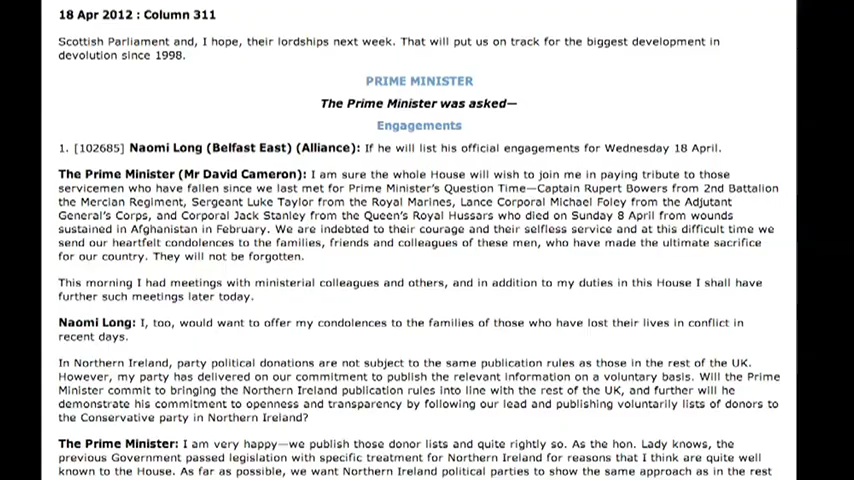 18 Apr 2012 : Column 311
Scottish Parliament and, I hope, their lordships next week. That will put us on track for the biggest development in
devolution since 1998.
PRIME MINISTER
The Prime Minister was asked—
Engagements
1. [102685] Naomi Long (Belfast East) (Alliance): If he will list his official engagements for Wednesday 18 April.
The Prime Minister (Mr David Cameron): I am sure the whole House will wish to join me in paying tribute to those
servicemen who have fallen since we last met for Prime Minister's Question Time—Captain Rupert Bowers from 2nd Battalion
the Mercian Regiment, Sergeant Luke Taylor from the Royal Marines, Lance Corporal Michael Foley from the Adjutant
General's Corps, and Corporal Jack Stanley from the Queen's Royal Hussars who died on Sunday 8 April from wounds
sustained in Afghanistan in February. We are indebted to their courage and their selfless service and at this difficult time we
send our heartfelt condolences to the families, friends and colleagues of these men, who have made the ultimate sacrifice
for our country. They will not be forgotten.
This morning I had meetings with ministerial colleagues and others, and in addition to my duties in this House I shall have
further such meetings later today.
Naomi Long: I, too, would want to offer my condolences to the families of those who have lost their lives in conflict in
recent days.
In Northern Ireland, party political donations are not subject to the same publication rules as those in the rest of the UK.
However, my party has delivered on our commitment to publish the relevant information on a voluntary basis. Will the Prime
Minister commit to bringing the Northern Ireland publication rules into line with the rest of the UK, and further will he
demonstrate his commitment to openness and transparency by following our lead and publishing voluntarily lists of donors to
the Conservative party in Northern Ireland?
The Prime Minister: I am very happy—we publish those donor lists and quite rightly so. As the hon. Lady knows, the
previous Government passed legislation with specific treatment for Northern Ireland for reasons that I think are quite well
known to the House. As far as possible, we want Northern Ireland political parties to show the same approach as in the rest